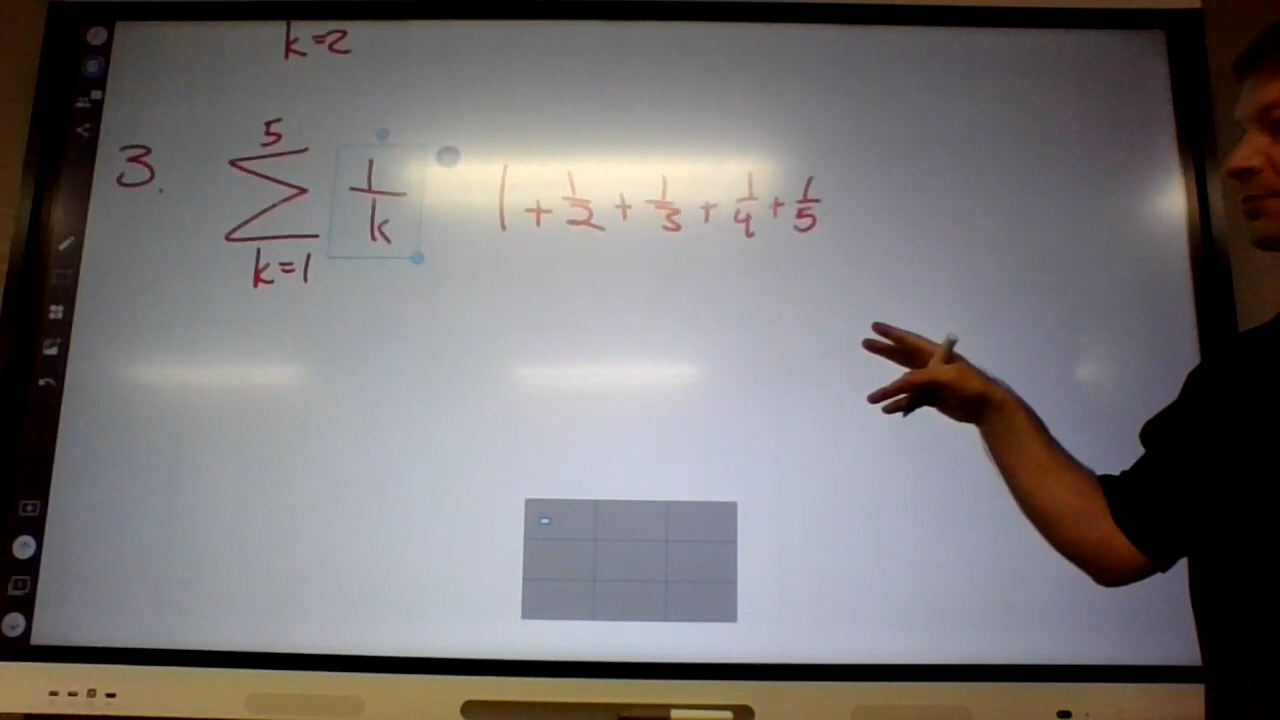 k=2
3. 5 Σ k=1 1/k 1 + 1/2 + 1/3 + 1/4 + 1/5